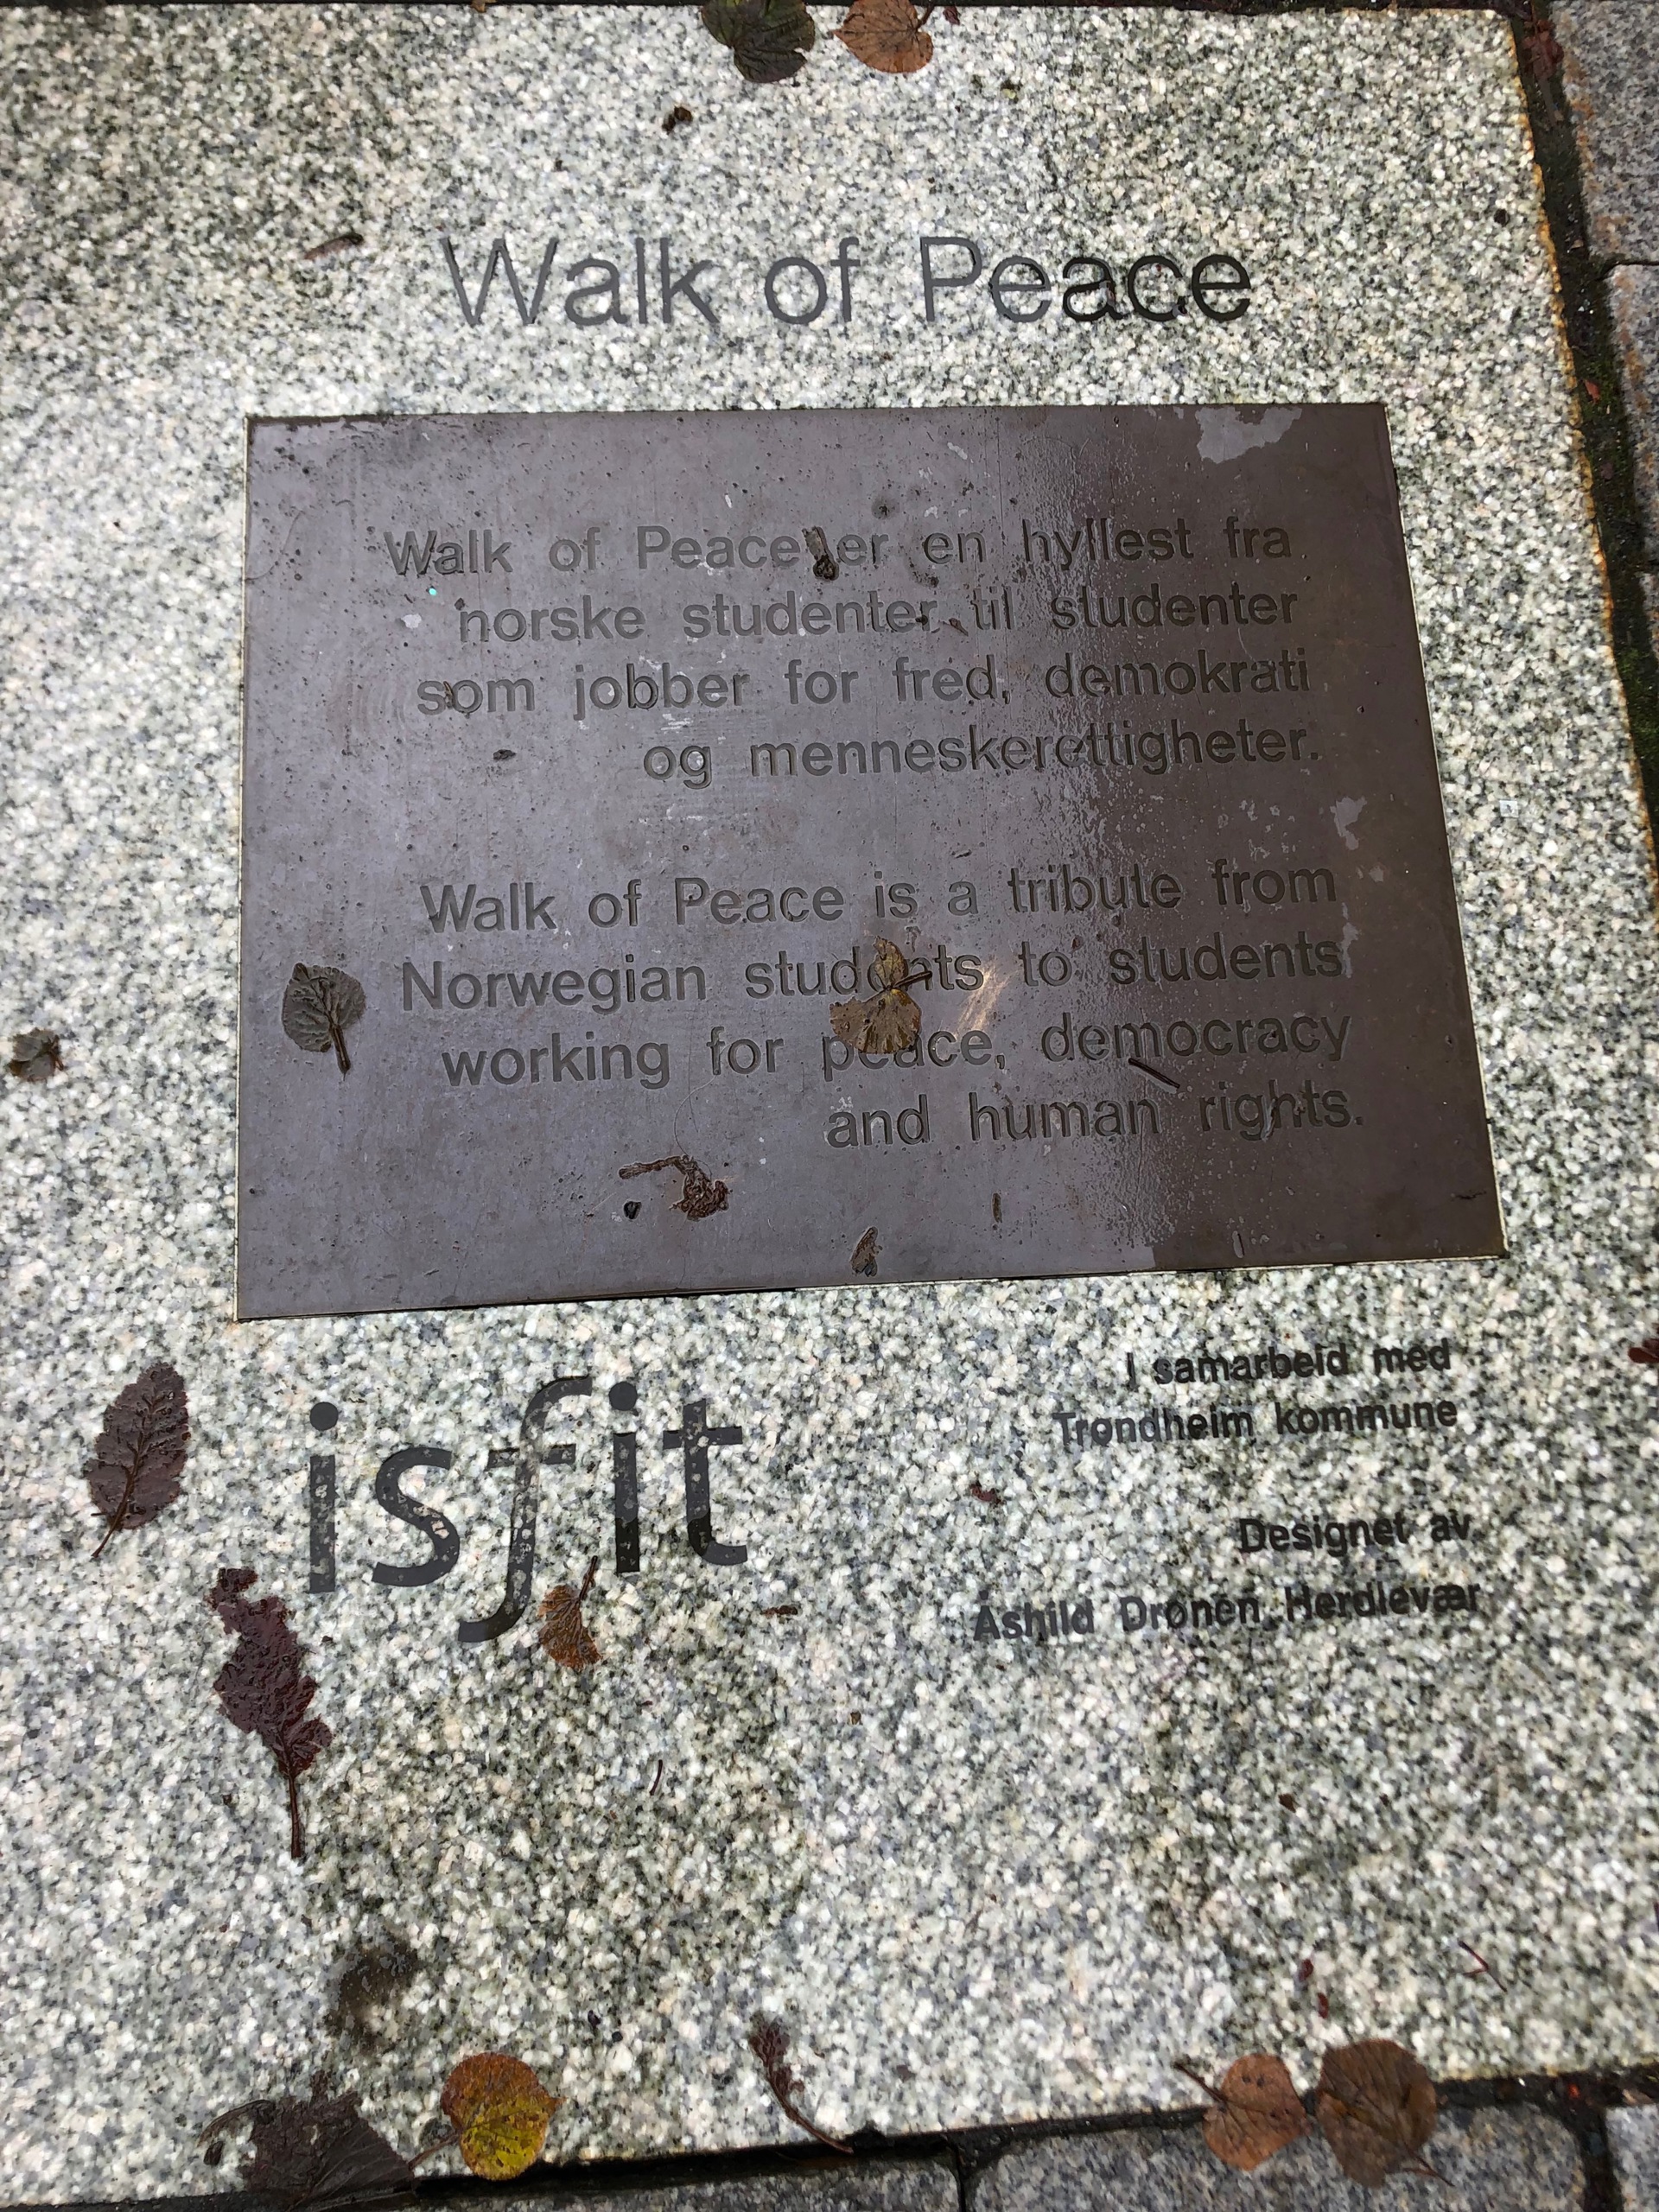 Walk of Peace
Walk of Peace er en hyllest fra
norske studenter til studenter
som jobber for fred, demokrati
og menneskerettigheter.
Walk of Peace is a tribute from
Norwegian students to students
working for peace, democracy
and human rights.
isfit
I samarbeid med
Trondheim kommune
Designet av
Åshild Drønen Herdlevær